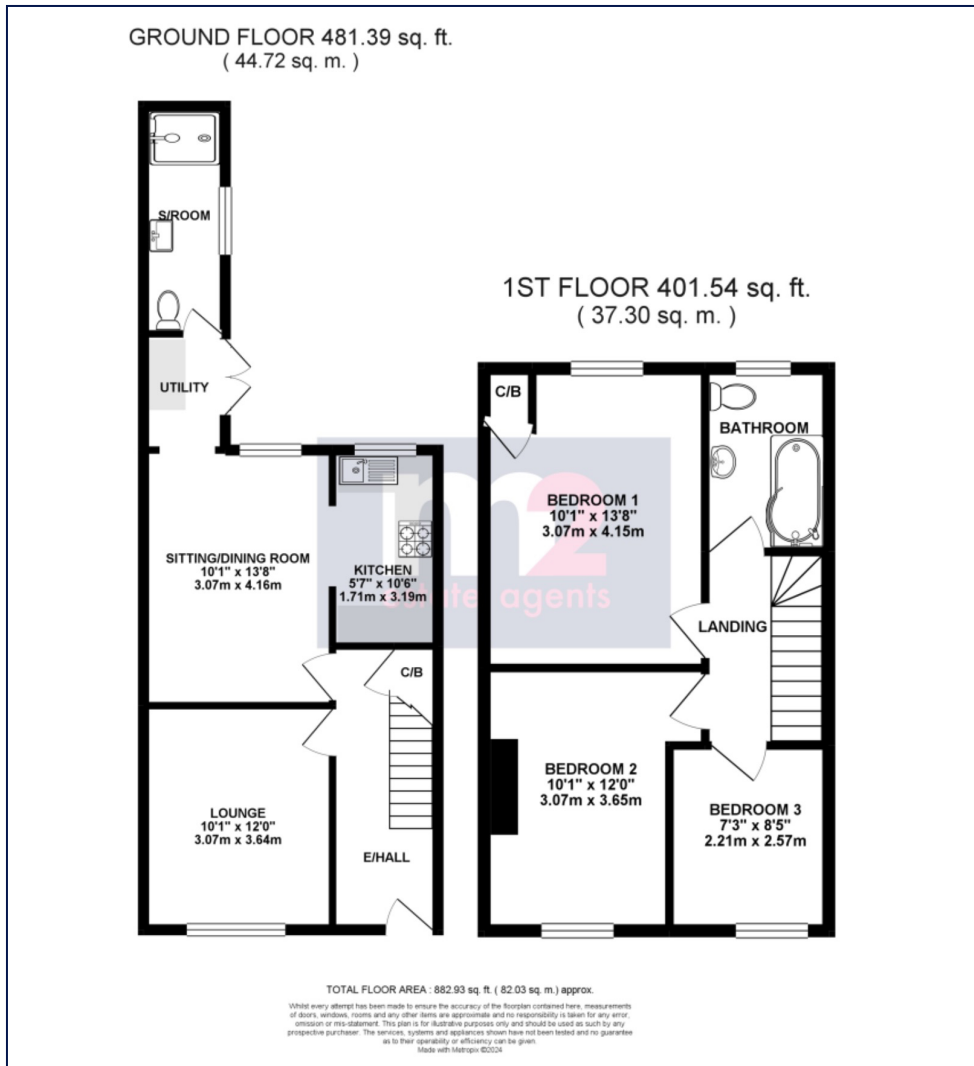 GROUND FLOOR 481.39 sq. ft.
( 44.72 sq. m. )
S/ROOM
UTILITY
SITTING/DINING ROOM
10'1" x 13'8"
3.07m x 4.16m
KITCHEN
5'7" x 10'6"
1.71m x 3.19m
C/B
LOUNGE
10'1" x 12'0"
3.07m x 3.64m
E/HALL
1ST FLOOR 401.54 sq. ft.
( 37.30 sq. m. )
C/B
BATHROOM
BEDROOM 1
10'1" x 13'8"
3.07m x 4.15m
LANDING
BEDROOM 2
10'1" x 12'0"
3.07m x 3.65m
BEDROOM 3
7'3" x 8'5"
2.21m x 2.57m
m2
estate agents
TOTAL FLOOR AREA : 882.93 sq. ft. ( 82.03 sq. m.) approx.
Whilst every attempt has been made to ensure the accuracy of the floorplan contained here, measurements
of doors, windows, rooms and any other items are approximate and no responsibility is taken for any error,
omission or mis-statement. This plan is for illustrative purposes only and should be used as such by any
prospective purchaser. The services, systems and appliances shown have not been tested and no guarantee
as to their operability or efficiency can be given.
Made with Metropix ©2024